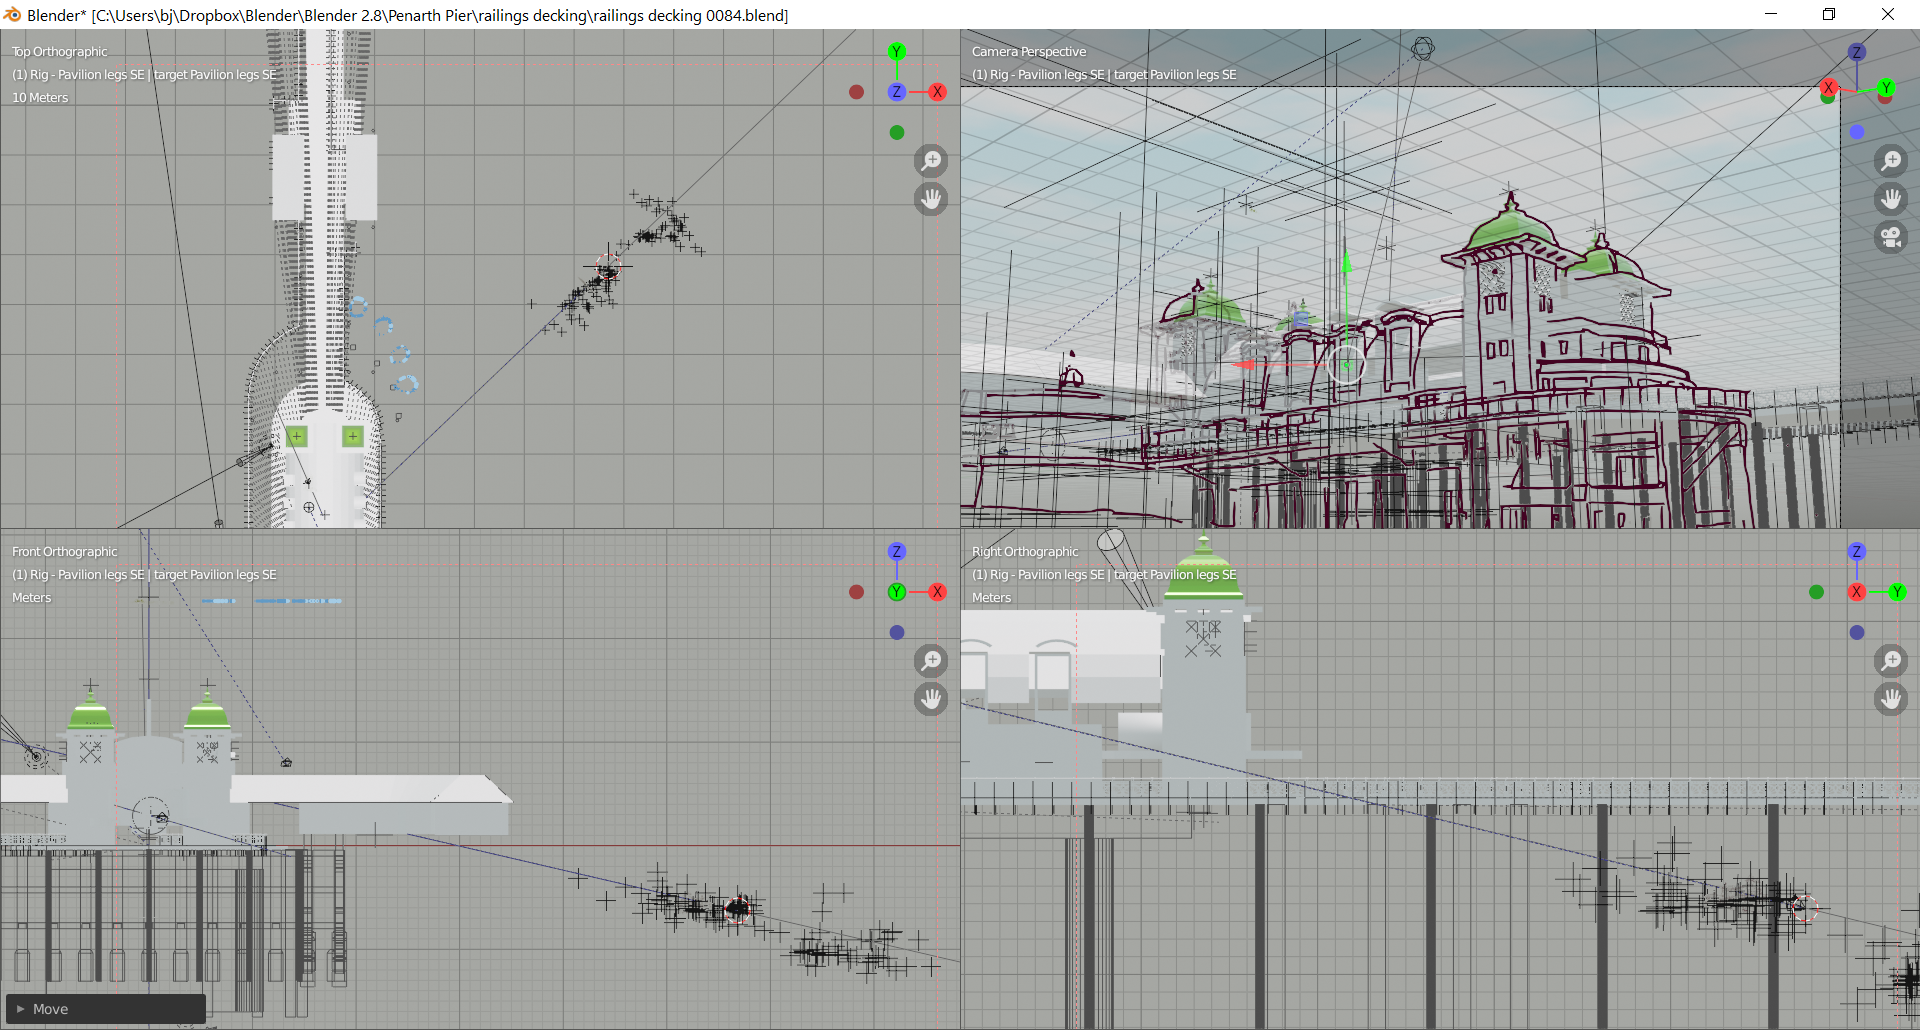 Blender* [C:\Users\bj\Dropbox\Blender\Blender 2.8\Penarth Pier\railings decking\railings decking 0084.blend]
Top Orthographic
(1) Rig - Pavilion legs SE | target Pavilion legs SE
10 Meters
Y
Z
X
Camera Perspective
(1) Rig - Pavilion legs SE | target Pavilion legs SE
Z
X
Y
Front Orthographic
(1) Rig - Pavilion legs SE | target Pavilion legs SE
Meters
Z
Y
X
Right Orthographic
(1) Rig - Pavilion legs SE | target Pavilion legs SE
Meters
Z
X
Y
Move